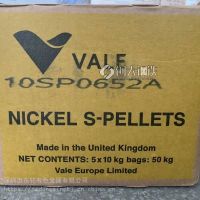 VALE
10SP0652A
NICKEL S-PELLETS
Made in the United Kingdom
NET CONTENTS: 5x10 kg bags: 50 kg
Vale Europe Limited